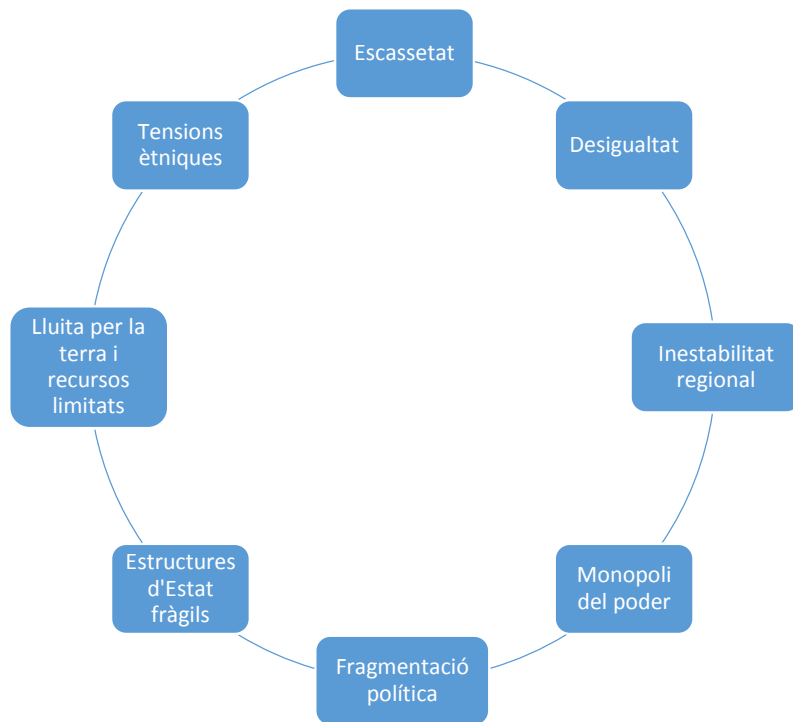 Escassetat
Desigualtat
Inestabilitat
regional
Monopoli
del poder
Fragmentació
política
Estructures
d'Estat
fràgils
Lluita per la
terra i
recursos
limitats
Tensions
ètniques